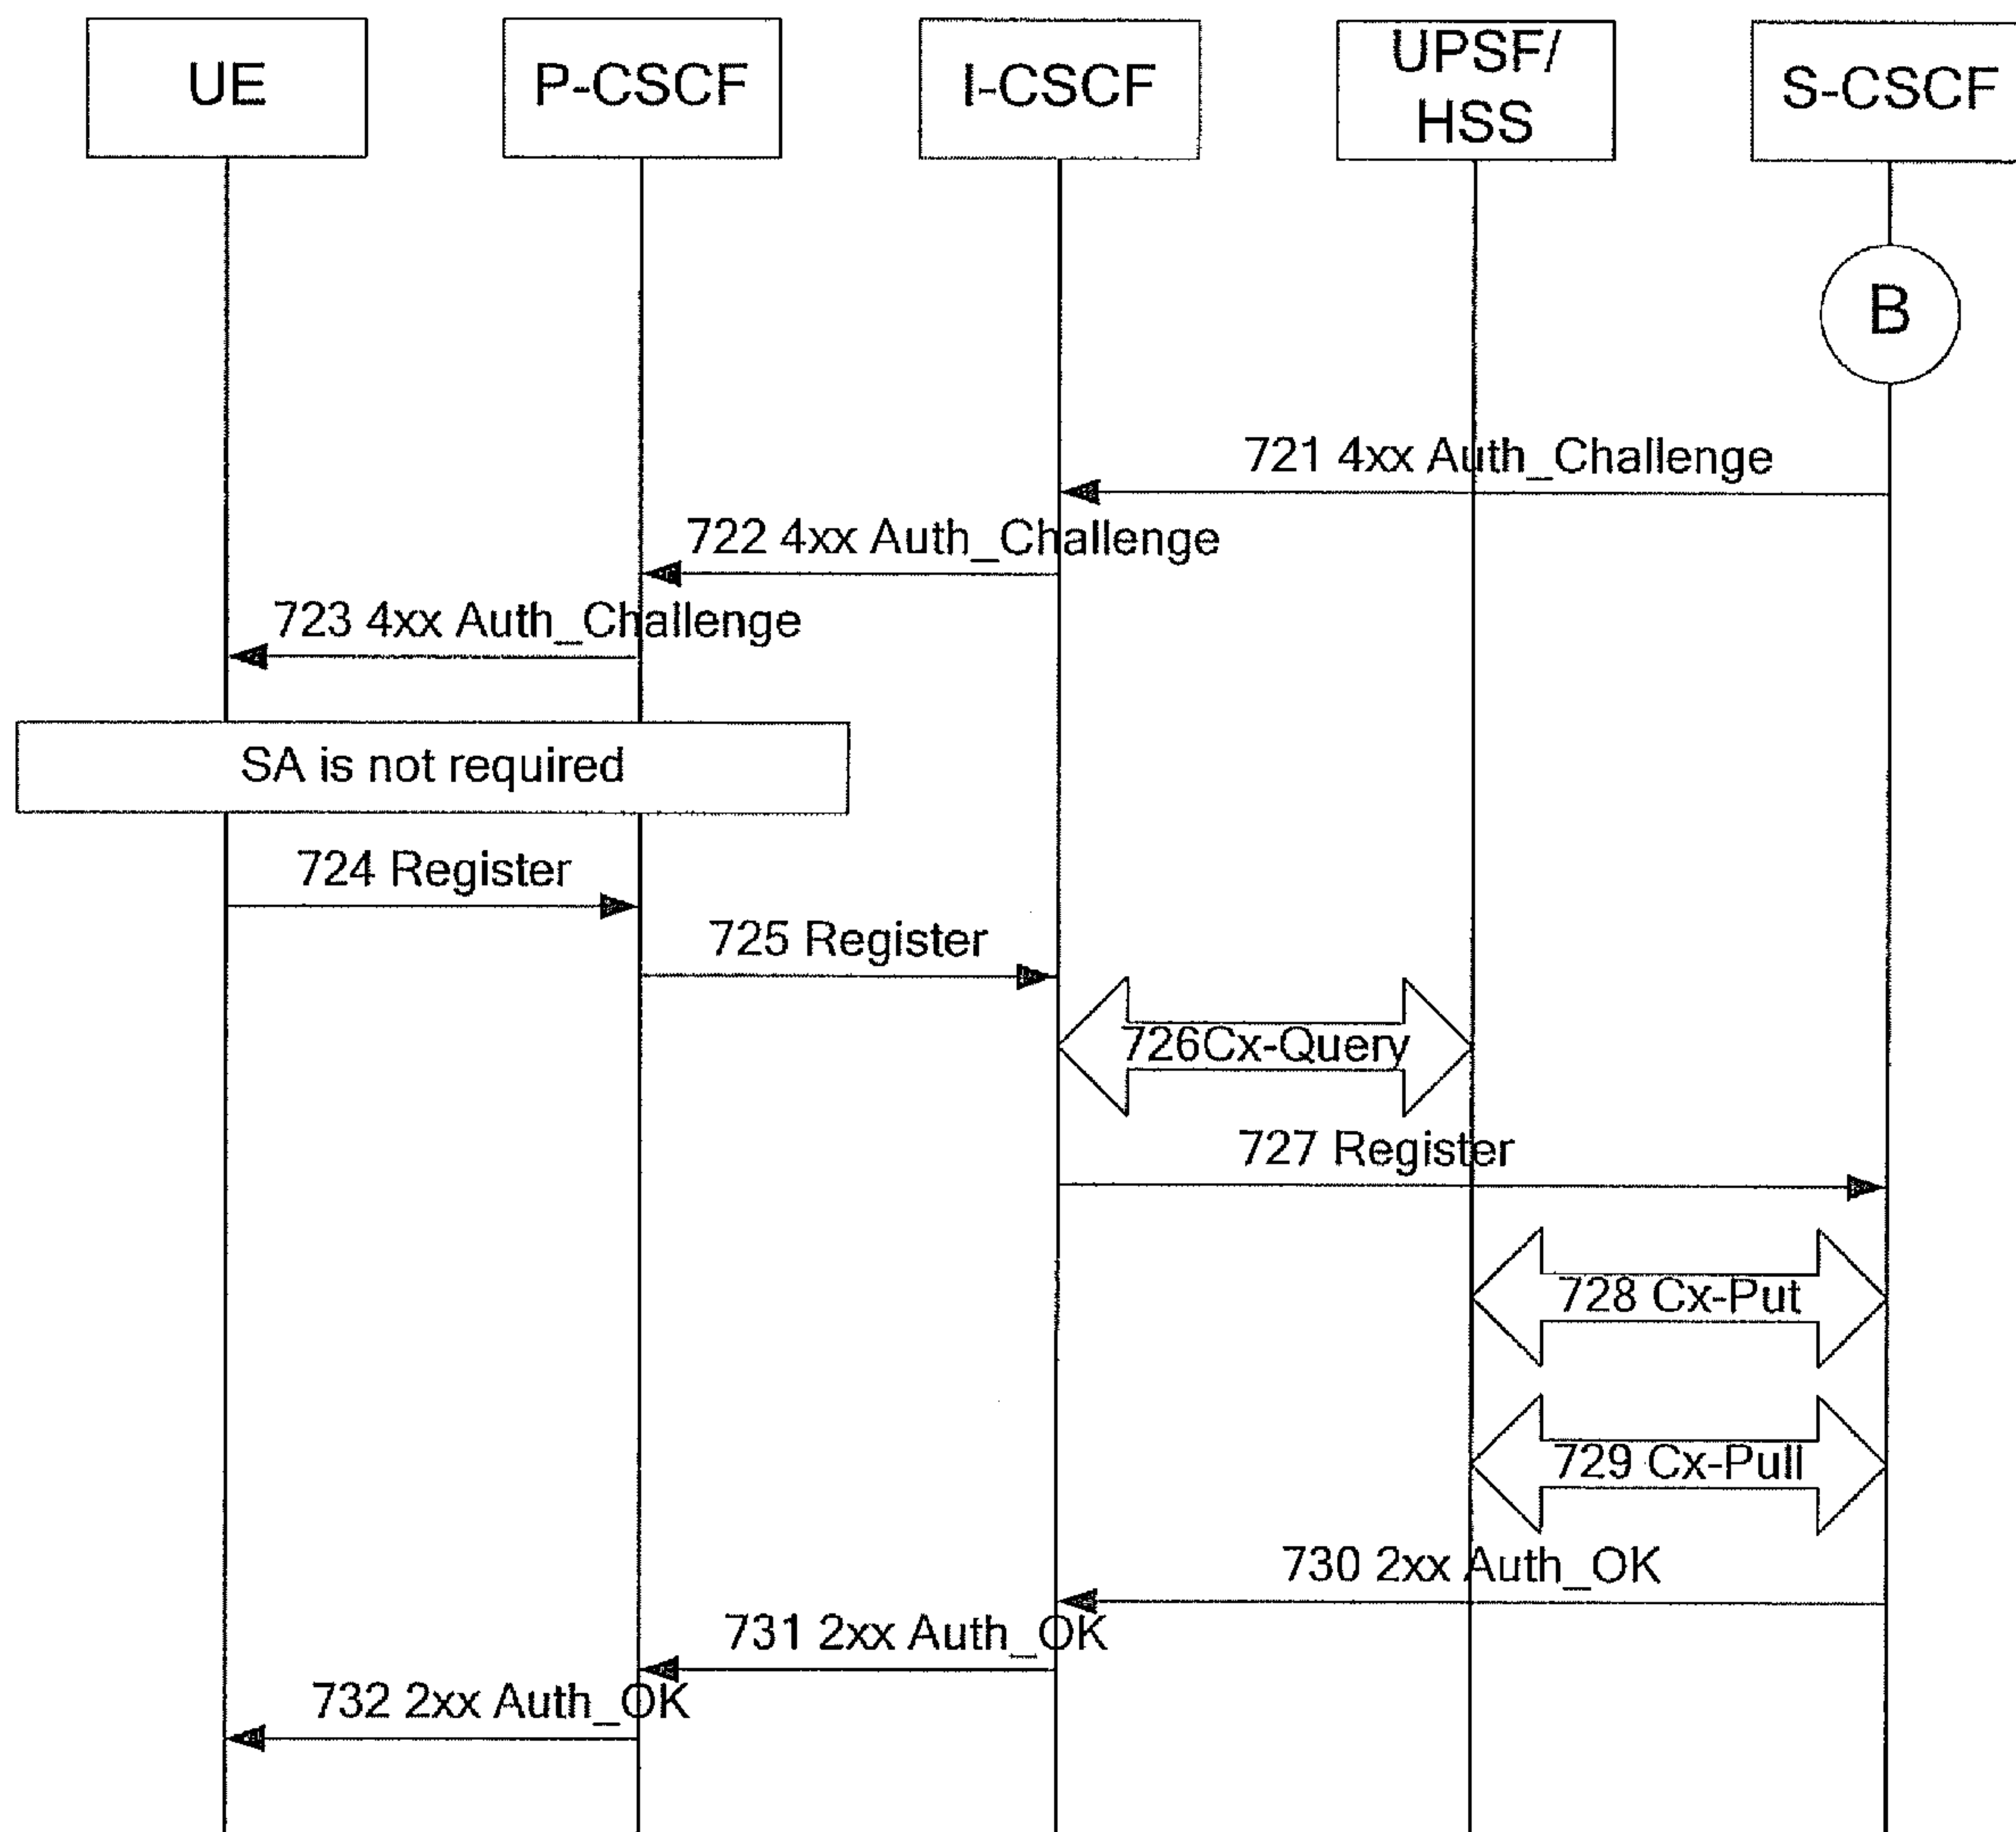 UE
P-CSCF
I-CSCF
UPSF/
HSS
S-CSCF
B
721 4xx Auth_Challenge
722 4xx Auth_Challenge
723 4xx Auth_Challenge
SA is not required
724 Register
725 Register
726Cx-Query
727 Register
728 Cx-Put
729 Cx-Pull
730 2xx Auth_OK
731 2xx Auth_OK
732 2xx Auth_OK